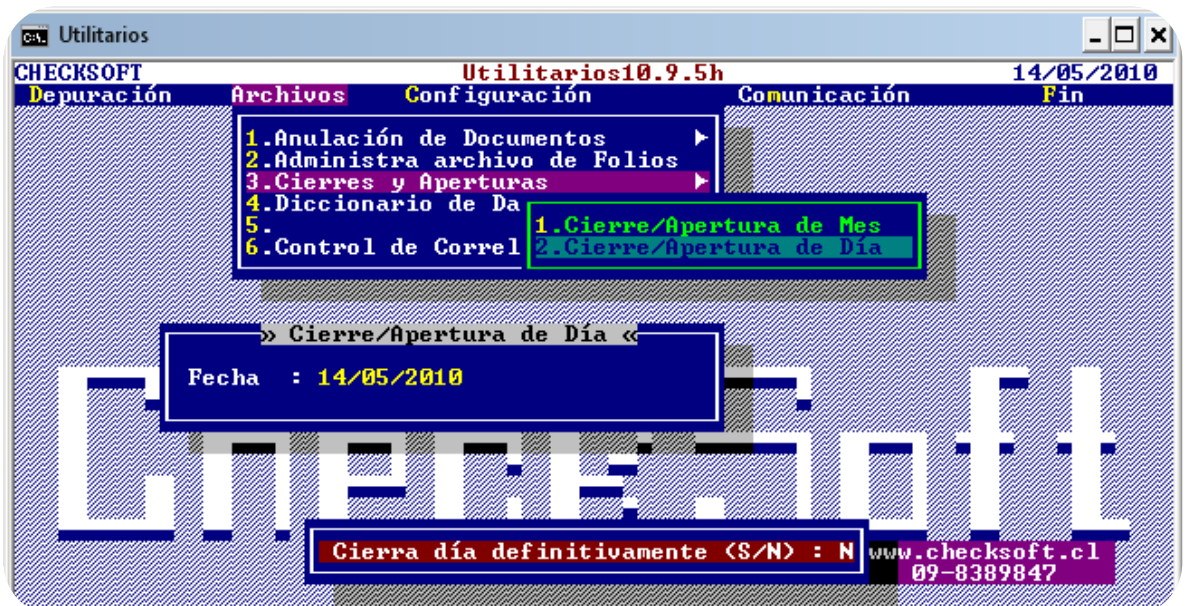 Utilitarios
CHECKSOFT Utilitarios10.9.5h 14/05/2010
Depuración Archivos Configuración Comunicación Fin
1.Anulación de Documentos
2.Administra archivo de Folios
3.Cierres y Aperturas
4.Diccionario de Da
5.
6.Control de Correl
1.Cierre/Apertura de Mes
2.Cierre/Apertura de Día
» Cierre/Apertura de Día «
Fecha : 14/05/2010
Check.Soft
Cierra día definitivamente (S/N) : N
www.checksoft.cl
09-8389847